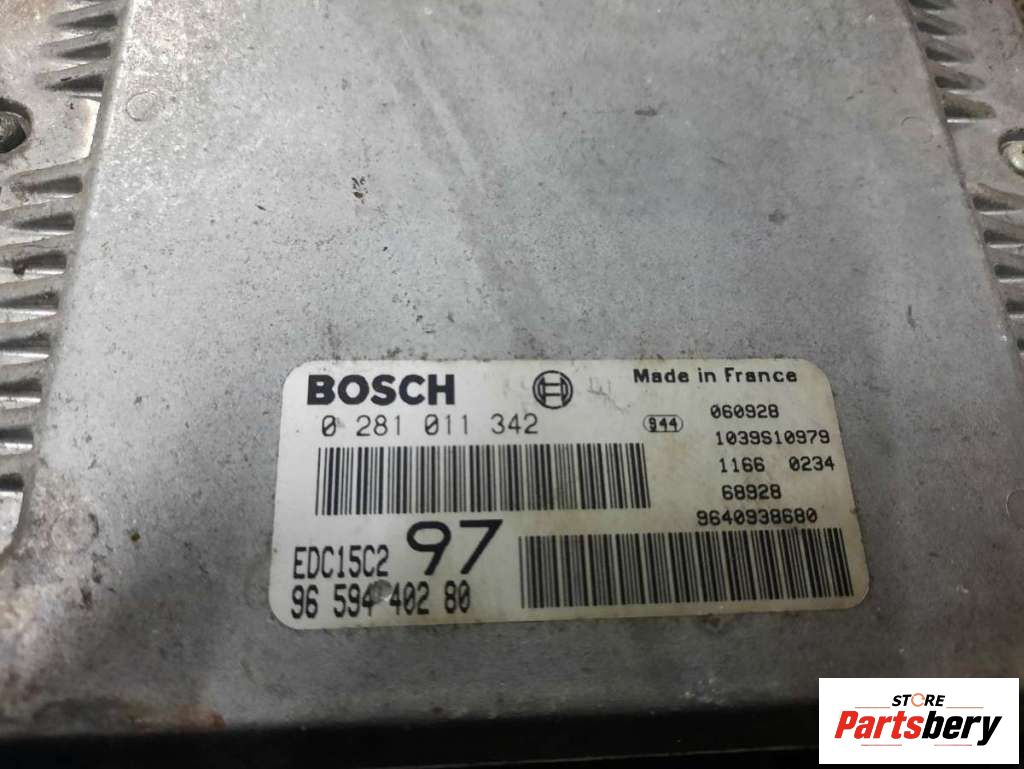 BOSCH
Made in France
0 281 011 342
944
060928
1039S10979
1166 0234
68928
9640938680
EDC15C2 97
96 594 402 80
STORE
Partsbery